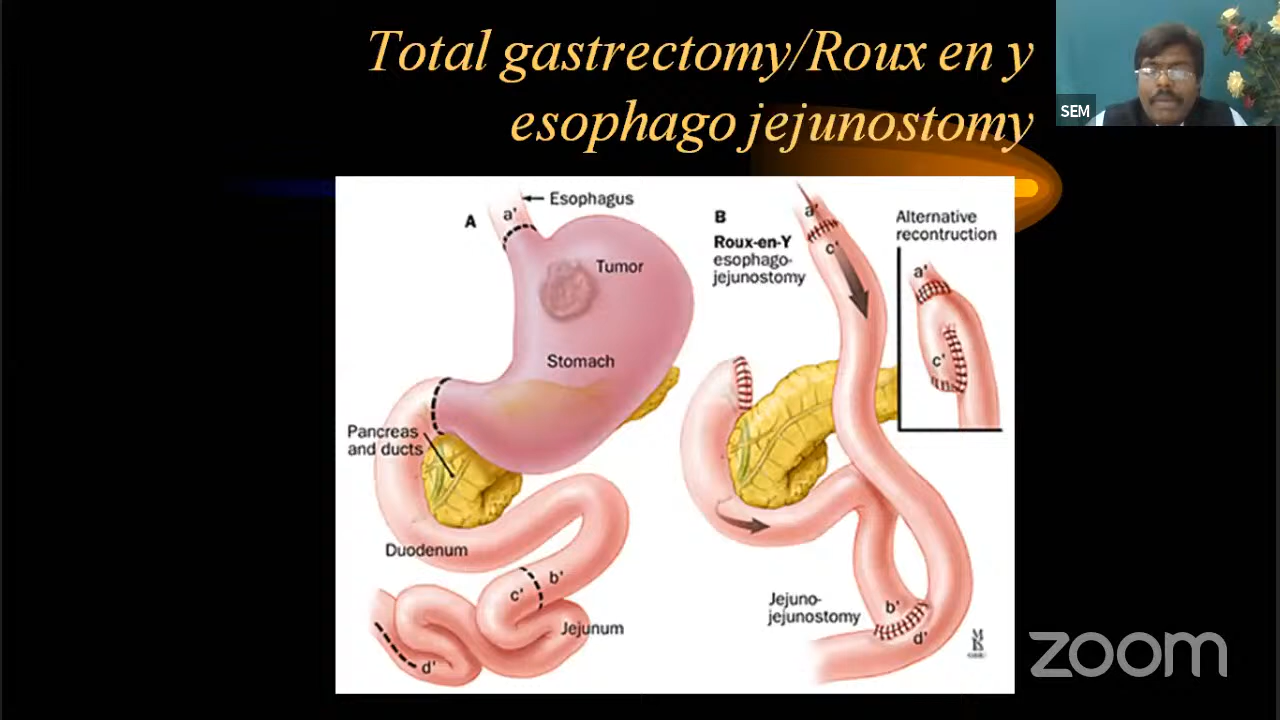 Total gastrectomy/Roux en y
esophago jejunostomy
SEM
A
a'
Esophagus
Tumor
Stomach
Pancreas
and ducts
Duodenum
b'
c'
Jejunum
d'
B
Roux-en-Y
esophago-
jejunostomy
a'
c'
Alternative
recontruction
a'
c'
Jejuno-
jejunostomy
b'
d'
zoom